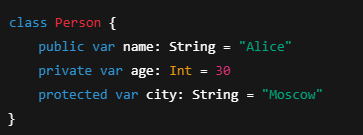 class Person {
    public var name: String = "Alice"
    private var age: Int = 30
    protected var city: String = "Moscow"
}